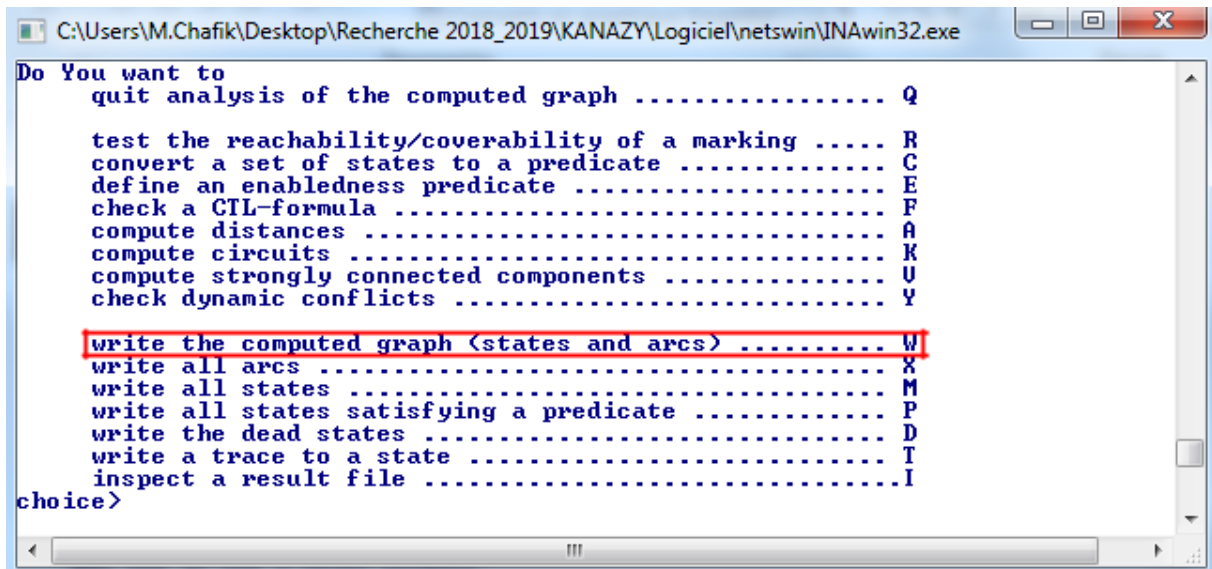 C:\Users\M.Chafik\Desktop\Recherche 2018_2019\KANAZY\Logiciel\netswin\INAwin32.exe
Do You want to
quit analysis of the computed graph ................. Q
test the reachability/coverability of a marking ..... R
convert a set of states to a predicate .............. C
define an enabledness predicate ..................... E
check a CTL-formula ................................. F
compute distances ................................... A
compute circuits .................................... K
compute strongly connected components ............... V
check dynamic conflicts ............................. Y
write the computed graph (states and arcs) .......... W
write all arcs ...................................... X
write all states .................................... M
write all states satisfying a predicate ............. P
write the dead states ............................... D
write a trace to a state ............................ T
inspect a result file ................................I
choice>